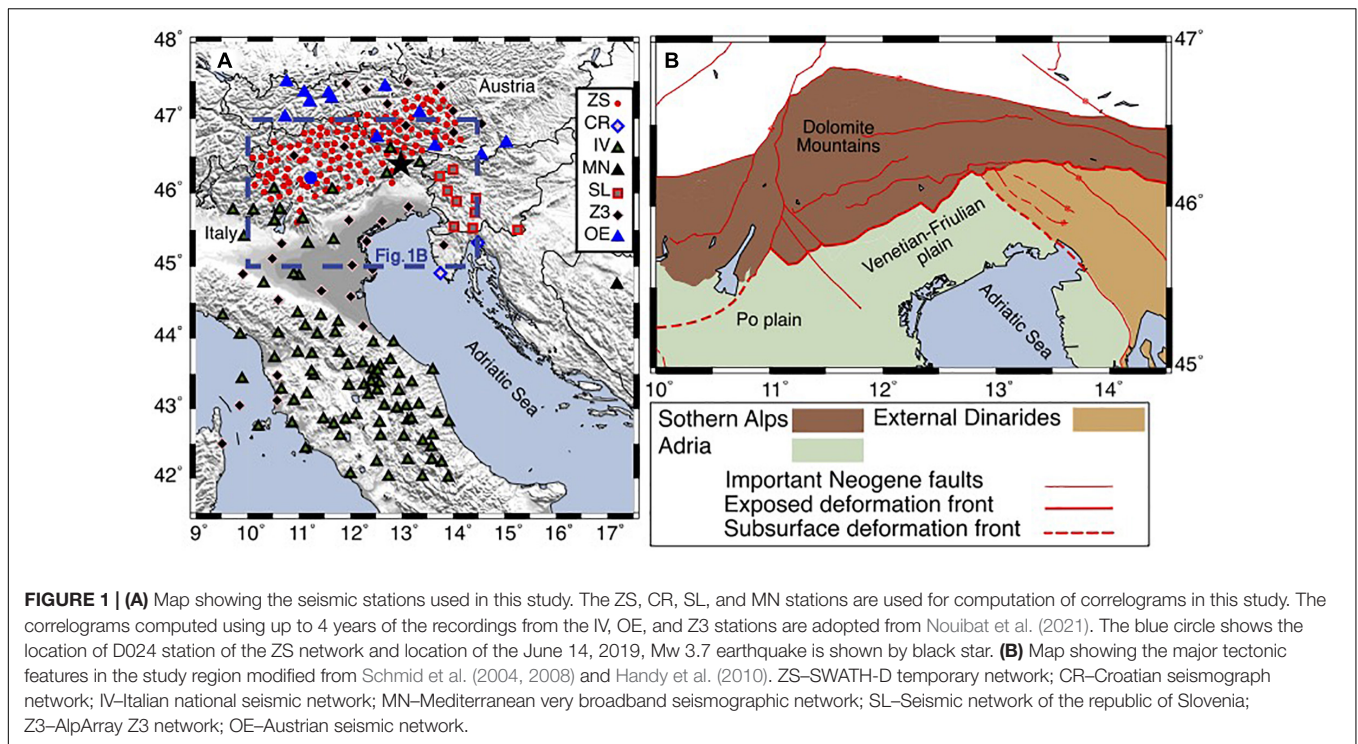 A
48°
47°
46°
45°
44°
43°
42°
9° 10° 11° 12° 13° 14° 15° 16° 17°
Austria
Italy
Fig.1B
Adriatic Sea
ZS
CR
IV
MN
SL
Z3
OE
B
47°
46°
45°
10° 11° 12° 13° 14°
Dolomite
Mountains
Venetian-Friulian
plain
Po plain
Adriatic Sea
Sothern Alps External Dinarides
Adria
Important Neogene faults
Exposed deformation front
Subsurface deformation front
FIGURE 1 | (A) Map showing the seismic stations used in this study. The ZS, CR, SL, and MN stations are used for computation of correlograms in this study. The
correlograms computed using up to 4 years of the recordings from the IV, OE, and Z3 stations are adopted from Nouibat et al. (2021). The blue circle shows the
location of D024 station of the ZS network and location of the June 14, 2019, Mw 3.7 earthquake is shown by black star. (B) Map showing the major tectonic
features in the study region modified from Schmid et al. (2004, 2008) and Handy et al. (2010). ZS–SWATH-D temporary network; CR–Croatian seismograph
network; IV–Italian national seismic network; MN–Mediterranean very broadband seismographic network; SL–Seismic network of the republic of Slovenia;
Z3–AlpArray Z3 network; OE–Austrian seismic network.